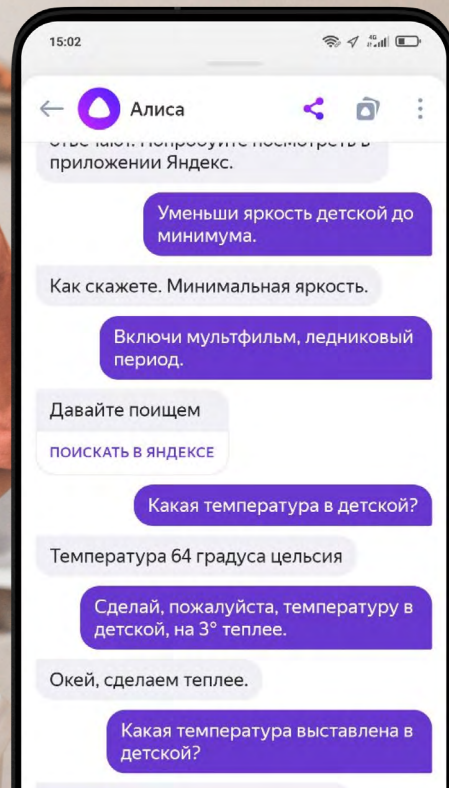 15:02
4G
Алиса
приложении Яндекс.
Уменьши яркость детской до
минимума.
Как скажете. Минимальная яркость.
Включи мультфильм, ледниковый
период.
Давайте поищем
ПОИСКАТЬ В ЯНДЕКСЕ
Какая температура в детской?
Температура 64 градуса цельсия
Сделай, пожалуйста, температуру в
детской, на 3° теплее.
Окей, сделаем теплее.
Какая температура выставлена в
детской?